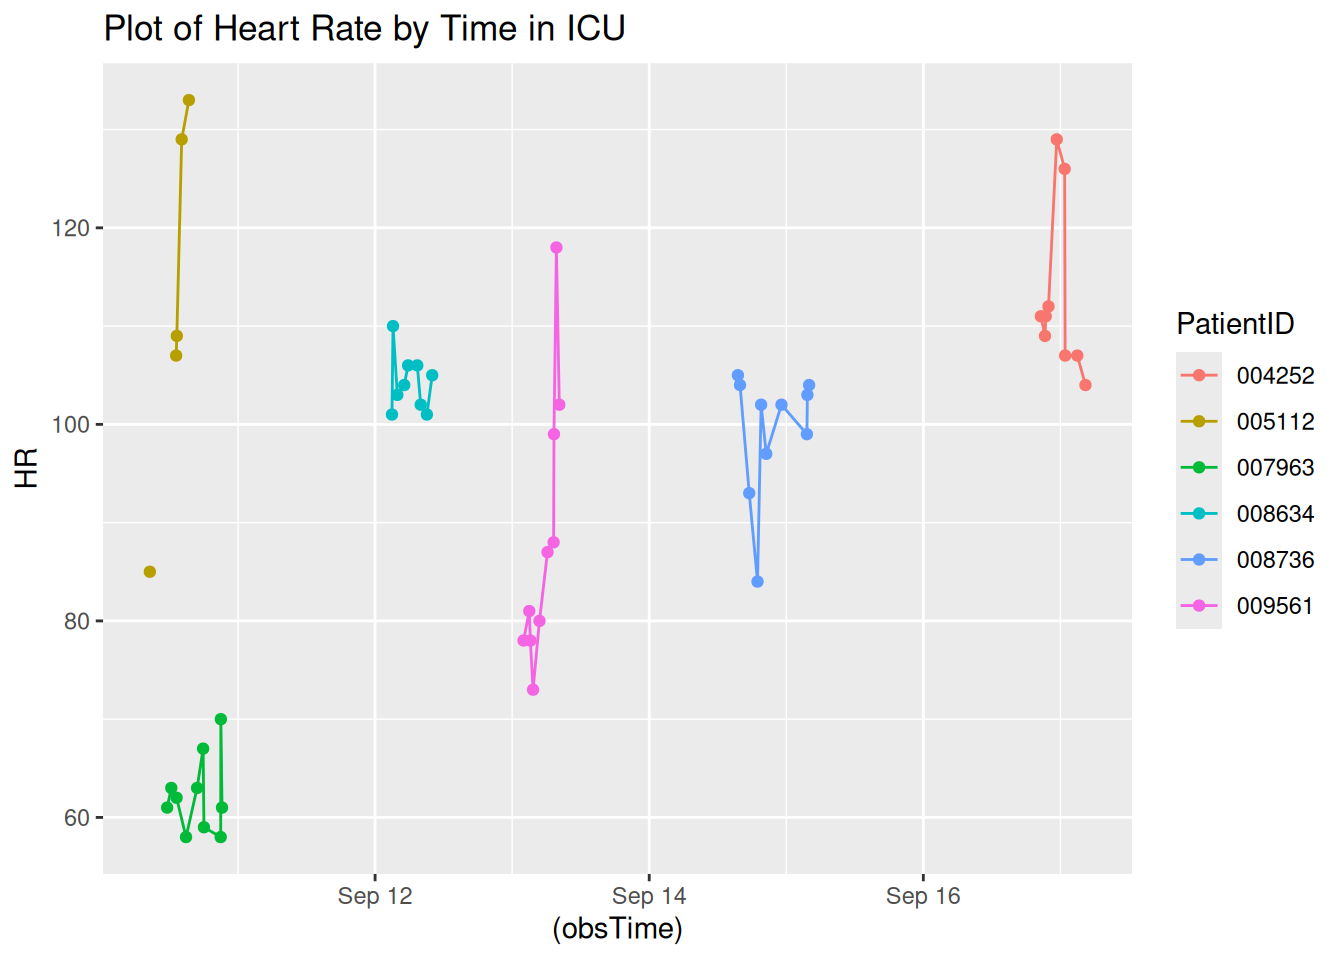 Plot of Heart Rate by Time in ICU
HR
120
100
80
60
Sep 12
Sep 14
Sep 16
(obsTime)
PatientID
004252
005112
007963
008634
008736
009561